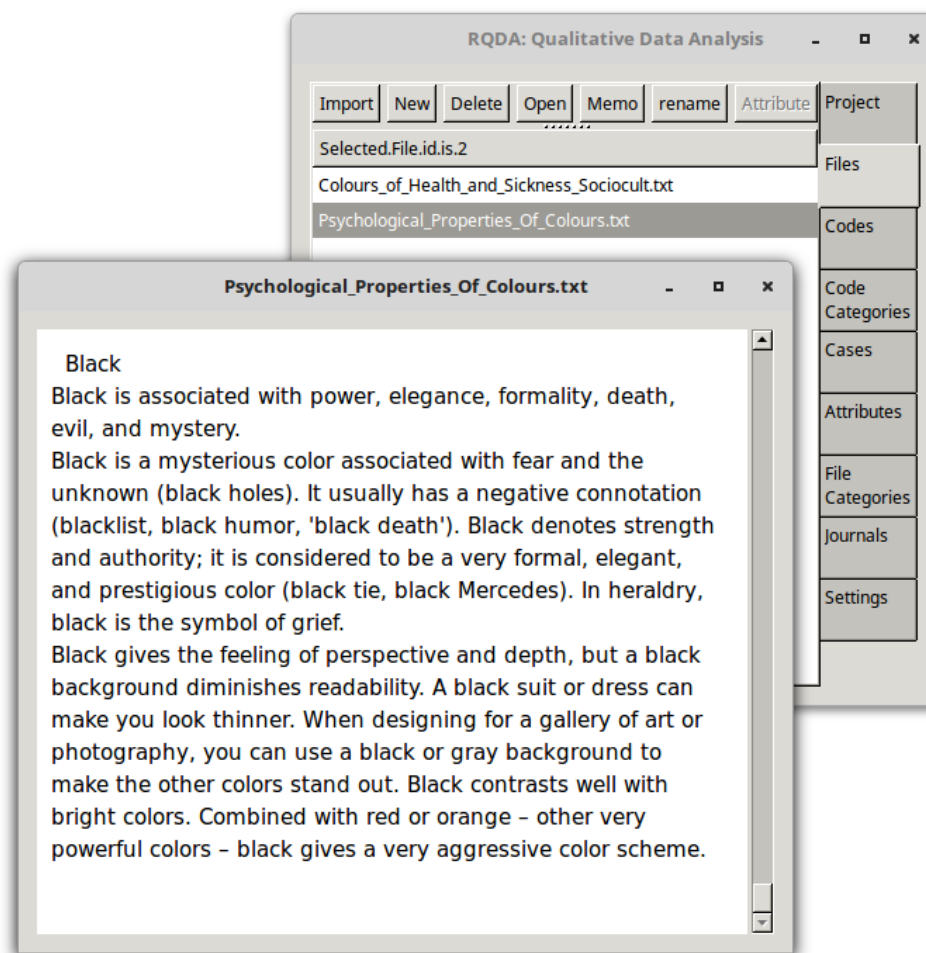 RQDA: Qualitative Data Analysis
Import New Delete Open Memo rename Attribute
Selected.File.id.is.2
Colours_of_Health_and_Sickness_Sociocult.txt
Psychological_Properties_Of_Colours.txt
Project
Files
Codes
Code
Categories
Cases
Attributes
File
Categories
Journals
Settings
Psychological_Properties_Of_Colours.txt
Black
Black is associated with power, elegance, formality, death,
evil, and mystery.
Black is a mysterious color associated with fear and the
unknown (black holes). It usually has a negative connotation
(blacklist, black humor, 'black death'). Black denotes strength
and authority; it is considered to be a very formal, elegant,
and prestigious color (black tie, black Mercedes). In heraldry,
black is the symbol of grief.
Black gives the feeling of perspective and depth, but a black
background diminishes readability. A black suit or dress can
make you look thinner. When designing for a gallery of art or
photography, you can use a black or gray background to
make the other colors stand out. Black contrasts well with
bright colors. Combined with red or orange – other very
powerful colors – black gives a very aggressive color scheme.